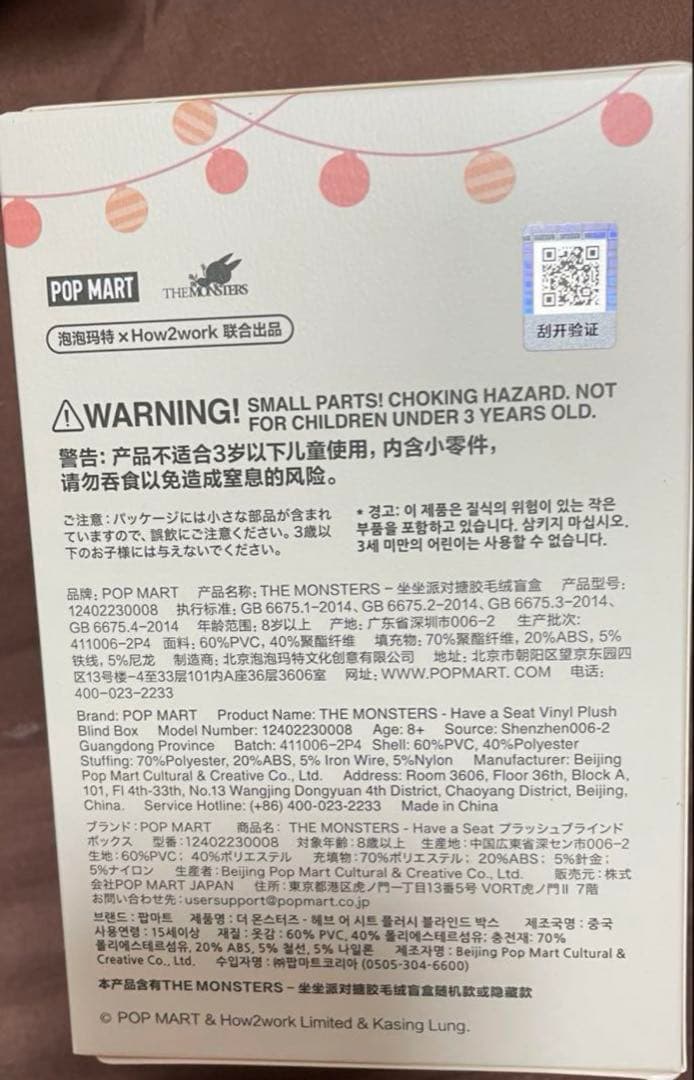 POP MART
THE MONSTERS
泡泡玛特×How2work 联合出品
刮开验证
WARNING! SMALL PARTS! CHOKING HAZARD. NOT
FOR CHILDREN UNDER 3 YEARS OLD.
警告: 产品不适合3岁以下儿童使用，内含小零件，
请勿吞食以免造成窒息的风险。
ご注意：パッケージには小さな部品が含まれ
ていますので、誤飲にご注意ください。3歳以
下のお子様には与えないでください。
* 경고: 이 제품은 질식의 위험이 있는 작은
부품을 포함하고 있습니다. 삼키지 마십시오.
3세 미만의 어린이는 사용할 수 없습니다.
品牌: POP MART 产品名称: THE MONSTERS – 坐坐派对搪胶毛绒盲盒 产品型号:
12402230008 执行标准: GB 6675.1-2014、GB 6675.2-2014、GB 6675.3-2014、
GB 6675.4-2014 年龄范围: 8岁以上 产地: 广东省深圳市006-2 生产批次:
411006-2P4 面料: 60%PVC, 40%聚酯纤维 填充物: 70%聚酯纤维, 20%ABS, 5%
铁线, 5%尼龙 制造商: 北京泡泡玛特文化创意有限公司 地址: 北京市朝阳区望京东园四
区13号楼-4至33层101内A座36层3606室 网址: WWW.POPMART. COM 电话:
400-023-2233
Brand: POP MART Product Name: THE MONSTERS - Have a Seat Vinyl Plush
Blind Box Model Number: 12402230008 Age: 8+ Source: Shenzhen006-2
Guangdong Province Batch: 411006-2P4 Shell: 60%PVC, 40%Polyester
Stuffing: 70%Polyester, 20%ABS, 5% Iron Wire, 5%Nylon Manufacturer: Beijing
Pop Mart Cultural & Creative Co., Ltd. Address: Room 3606, Floor 36th, Block A,
101, Fl 4th-33th, No.13 Wangjing Dongyuan 4th District, Chaoyang District, Beijing,
China. Service Hotline: (+86) 400-023-2233 Made in China
ブランド：POP MART 商品名： THE MONSTERS - Have a Seat プラッシュブラインド
ボックス 型番：12402230008 対象年齢：8歳以上 生産地：中国広東省深セン市006-2
生地：60%PVC；40%ポリエステル 充填物：70%ポリエステル；20%ABS；5%針金；
5%ナイロン 生産者：Beijing Pop Mart Cultural & Creative Co., Ltd. 販売元：株式
会社POP MART JAPAN 住所：東京都港区虎ノ門一丁目13番5号 VORT虎ノ門Ⅱ 7階
お問い合わせ先：usersupport@popmart.co.jp
브랜드 : 팝마트 제품명 : 더 몬스터즈 - 헤브 어 시트 플러시 블라인드 박스 제조국명 : 중국
사용연령 : 15세이상 재질 : 옷감 : 60% PVC, 40% 폴리에스테르섬유; 충전재: 70%
폴리에스테르섬유, 20% ABS, 5% 철선, 5% 나일론 제조자명 : Beijing Pop Mart Cultural &
Creative Co., Ltd. 수입자명 : ㈜팝마트코리아 (0505-304-6600)
本产品含有THE MONSTERS – 坐坐派对搪胶毛绒盲盒随机款或隐藏款
© POP MART & How2work Limited & Kasing Lung.